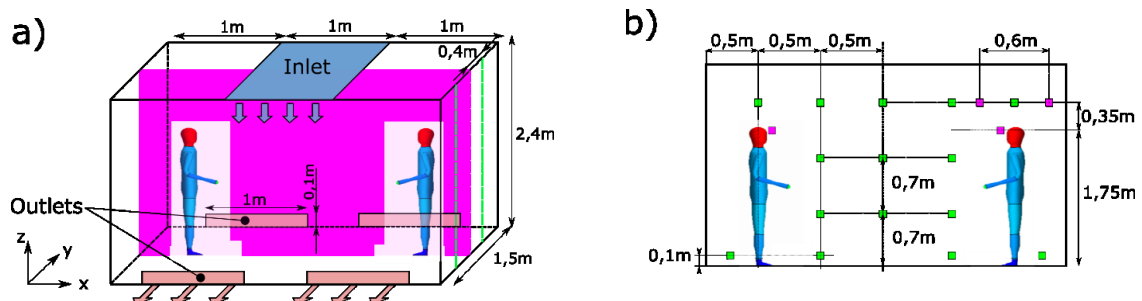 a)
1m
1m
1m
0,4m
Inlet
2,4m
0,1m
1m
Outlets
z
y
x
1,5m
b)
0,5m
0,5m
0,5m
0,6m
0,35m
0,7m
1,75m
0,7m
0,1m